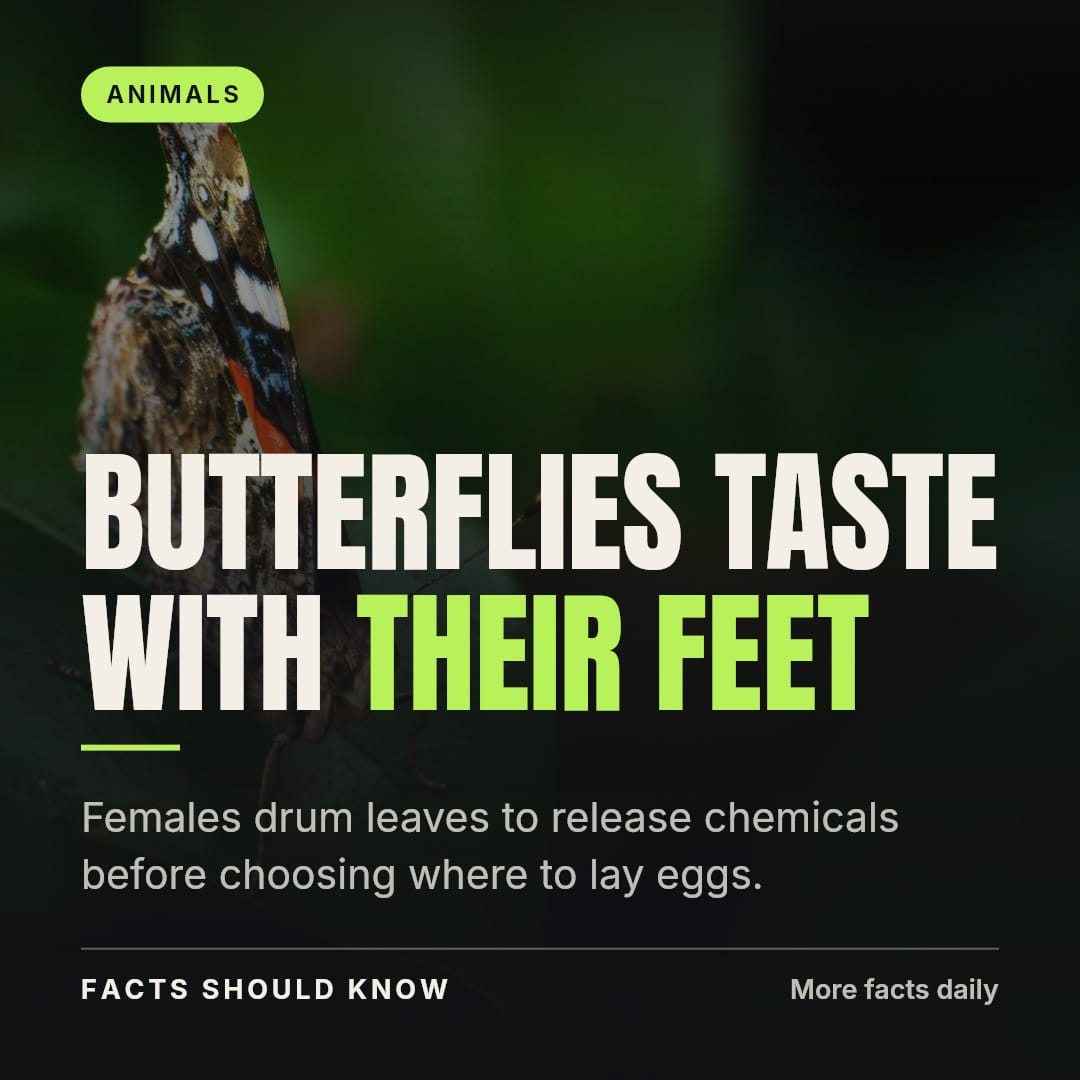 ANIMALS
BUTTERFLIES TASTE
WITH THEIR FEET
Females drum leaves to release chemicals
before choosing where to lay eggs.
FACTS SHOULD KNOW
More facts daily